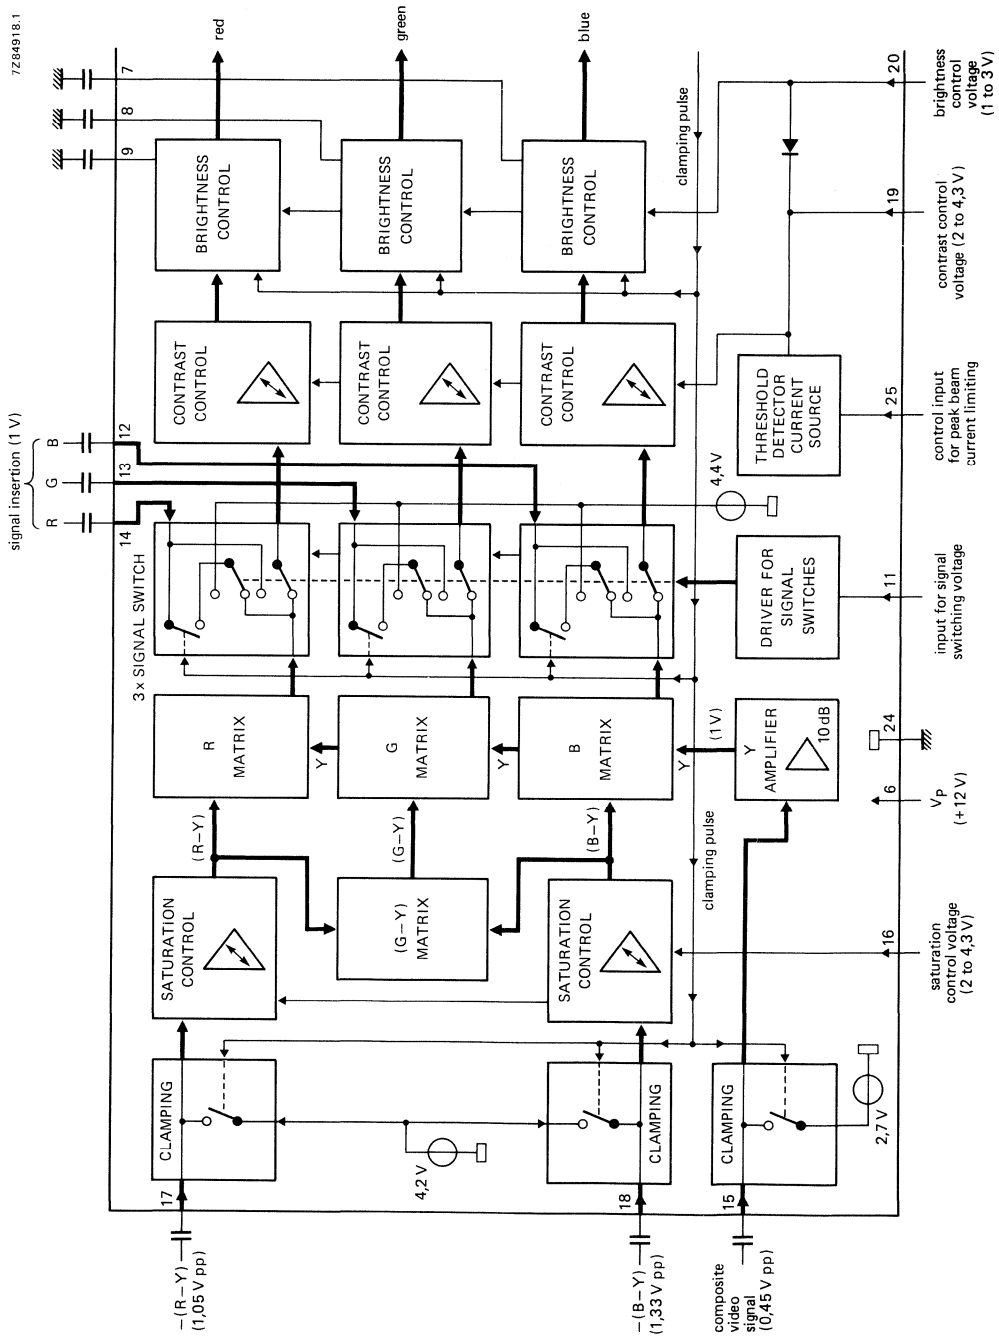 7Z84918.1
red
green
blue
7
8
9
BRIGHTNESS
CONTROL
BRIGHTNESS
CONTROL
BRIGHTNESS
CONTROL
clamping pulse
20
brightness
control
voltage
(1 to 3 V)
19
contrast control
voltage (2 to 4,3 V)
CONTRAST
CONTROL
CONTRAST
CONTROL
CONTRAST
CONTROL
THRESHOLD
DETECTOR
CURRENT
SOURCE
25
control input
for peak beam
current limiting
signal insertion (1 V)
B
G
R
12
13
14
4,4 V
3 x SIGNAL SWITCH
DRIVER FOR
SIGNAL
SWITCHES
11
input for signal
switching voltage
R
MATRIX
Y
G
MATRIX
Y
B
MATRIX
Y
(1 V)
Y
AMPLIFIER
10 dB
24
6
VP
(+12 V)
(R−Y)
(G−Y)
(B−Y)
clamping pulse
SATURATION
CONTROL
(G−Y)
MATRIX
SATURATION
CONTROL
16
saturation
control voltage
(2 to 4,3 V)
CLAMPING
CLAMPING
CLAMPING
4,2 V
2,7 V
17
18
15
−(R−Y)
(1,05 V pp)
−(B−Y)
(1,33 V pp)
composite
video
signal
(0,45 V pp)